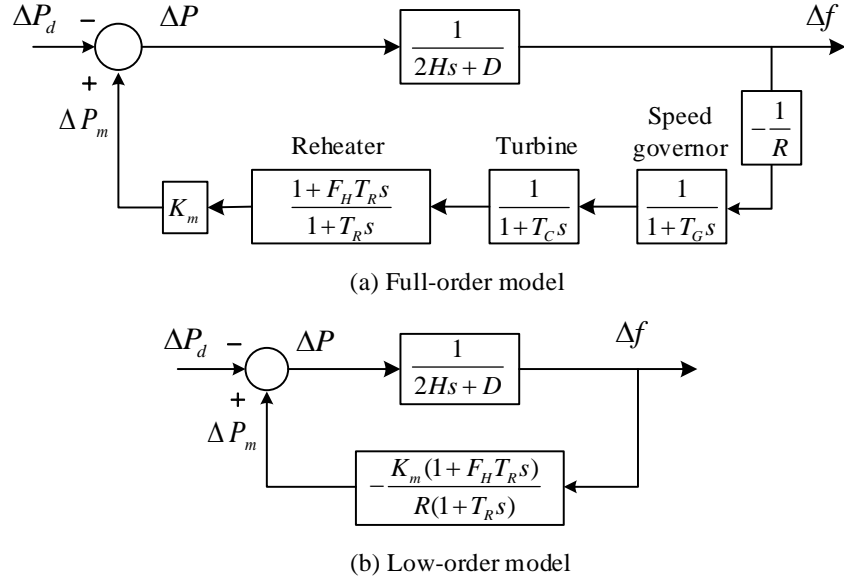 ΔP_d − ΔP 1/(2Hs + D) Δf
+
ΔP_m
−1/R
Reheater Turbine Speed governor
K_m (1 + F_H T_R s)/(1 + T_R s) 1/(1 + T_C s) 1/(1 + T_G s)
(a) Full-order model
ΔP_d − ΔP 1/(2Hs + D) Δf
+
ΔP_m
−K_m(1 + F_H T_R s)/R(1 + T_R s)
(b) Low-order model